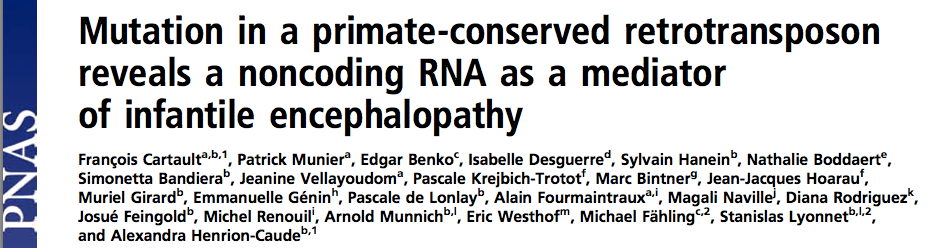 PNAS
Mutation in a primate-conserved retrotransposon
reveals a noncoding RNA as a mediator
of infantile encephalopathy
François Cartault^a,b,1, Patrick Munier^a, Edgar Benko^c, Isabelle Desguerre^d, Sylvain Hanein^b, Nathalie Boddaert^e,
Simonetta Bandiera^b, Jeanine Vellayoudom^a, Pascale Krejbich-Trotot^f, Marc Bintner^g, Jean-Jacques Hoarau^f,
Muriel Girard^b, Emmanuelle Génin^h, Pascale de Lonlay^b, Alain Fourmaintraux^a,i, Magali Naville^j, Diana Rodriguez^k,
Josué Feingold^b, Michel Renouil^i, Arnold Munnich^b,l, Eric Westhof^m, Michael Fähling^c,2, Stanislas Lyonnet^b,l,2,
and Alexandra Henrion-Caude^b,1